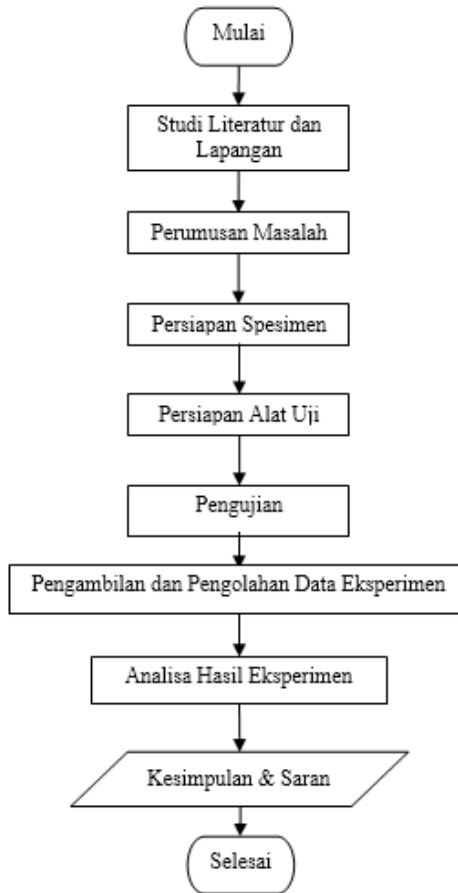 Mulai
Studi Literatur dan
Lapangan
Perumusan Masalah
Persiapan Spesimen
Persiapan Alat Uji
Pengujian
Pengambilan dan Pengolahan Data Eksperimen
Analisa Hasil Eksperimen
Kesimpulan & Saran
Selesai